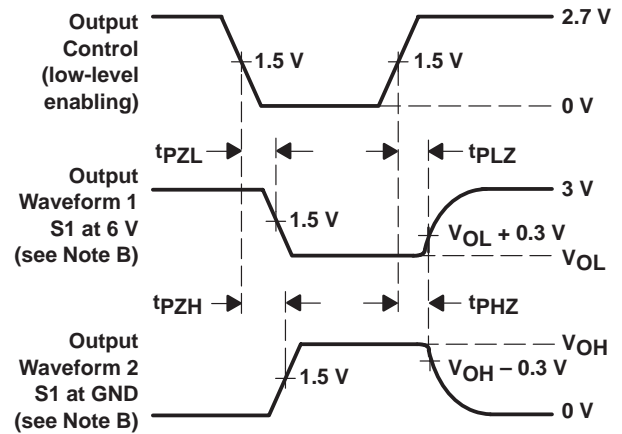 Output
Control
(low-level
enabling)
1.5 V
1.5 V
2.7 V
0 V
tPZL
tPLZ
Output
Waveform 1
S1 at 6 V
(see Note B)
1.5 V
3 V
VOL + 0.3 V
VOL
tPZH
tPHZ
Output
Waveform 2
S1 at GND
(see Note B)
1.5 V
VOH
VOH – 0.3 V
0 V